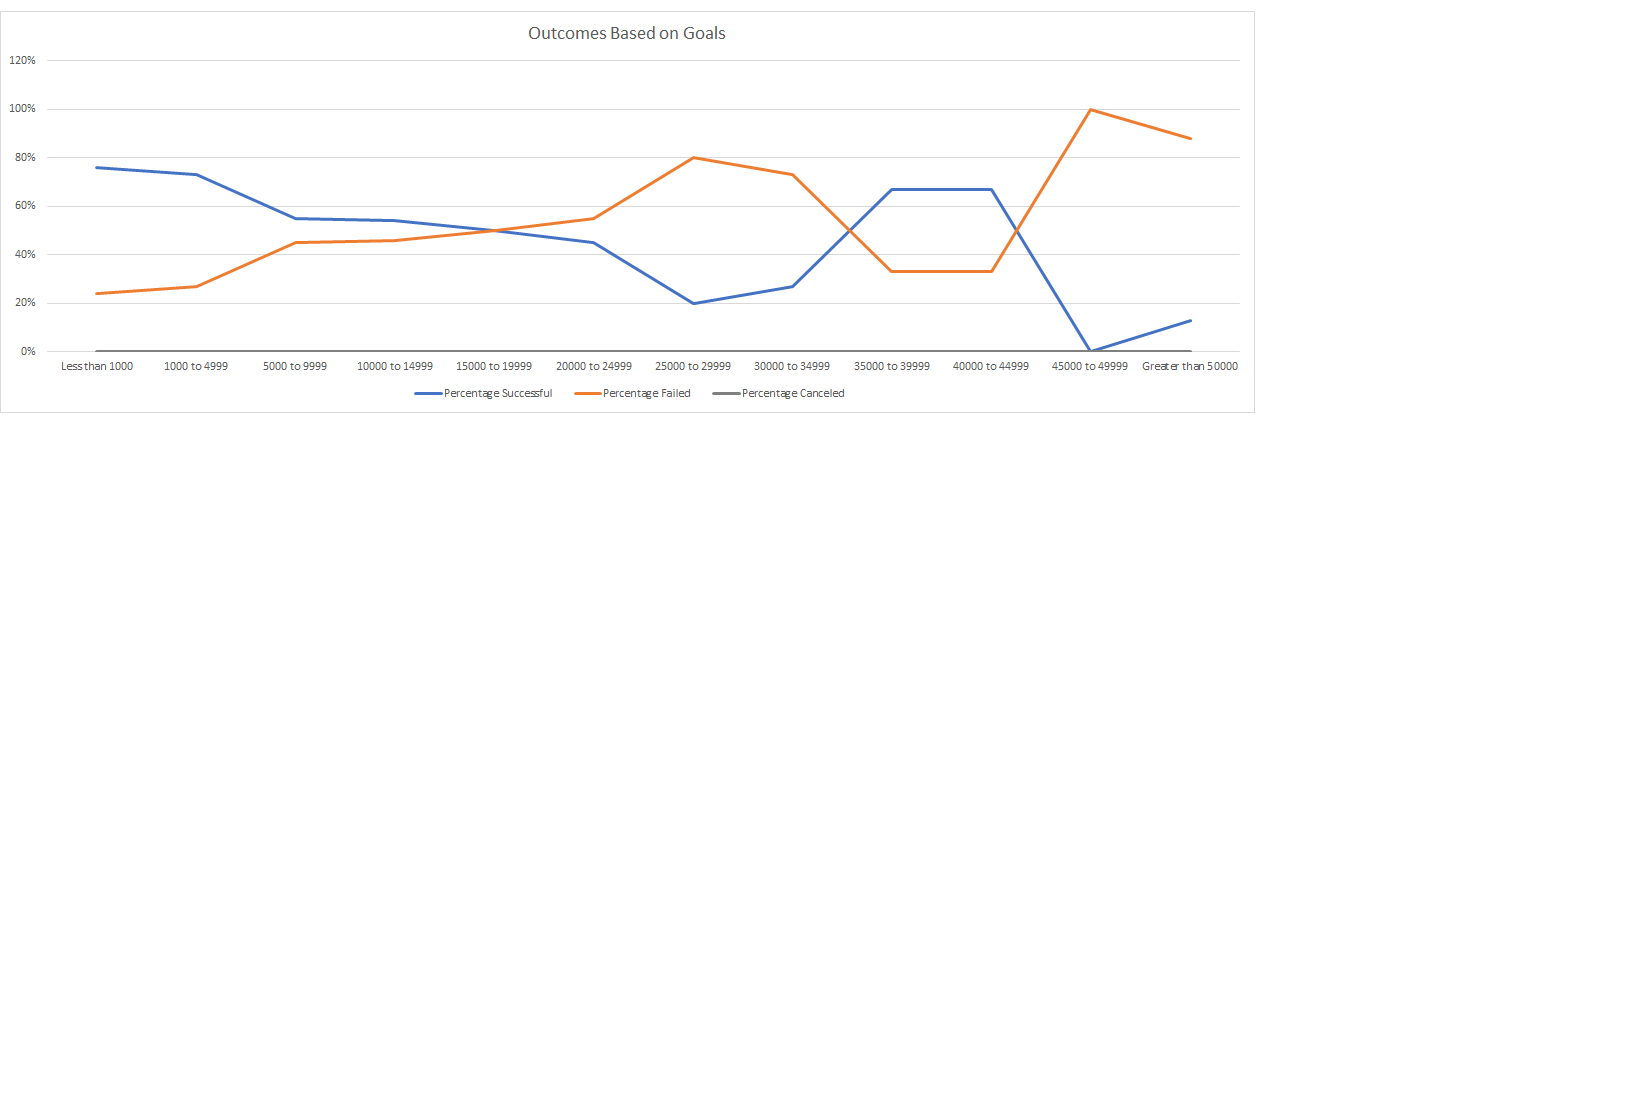 Outcomes Based on Goals
120%
100%
80%
60%
40%
20%
0%
Less than 1000 1000 to 4999 5000 to 9999 10000 to 14999 15000 to 19999 20000 to 24999 25000 to 29999 30000 to 34999 35000 to 39999 40000 to 44999 45000 to 49999 Greater than 50000
Percentage Successful Percentage Failed Percentage Canceled